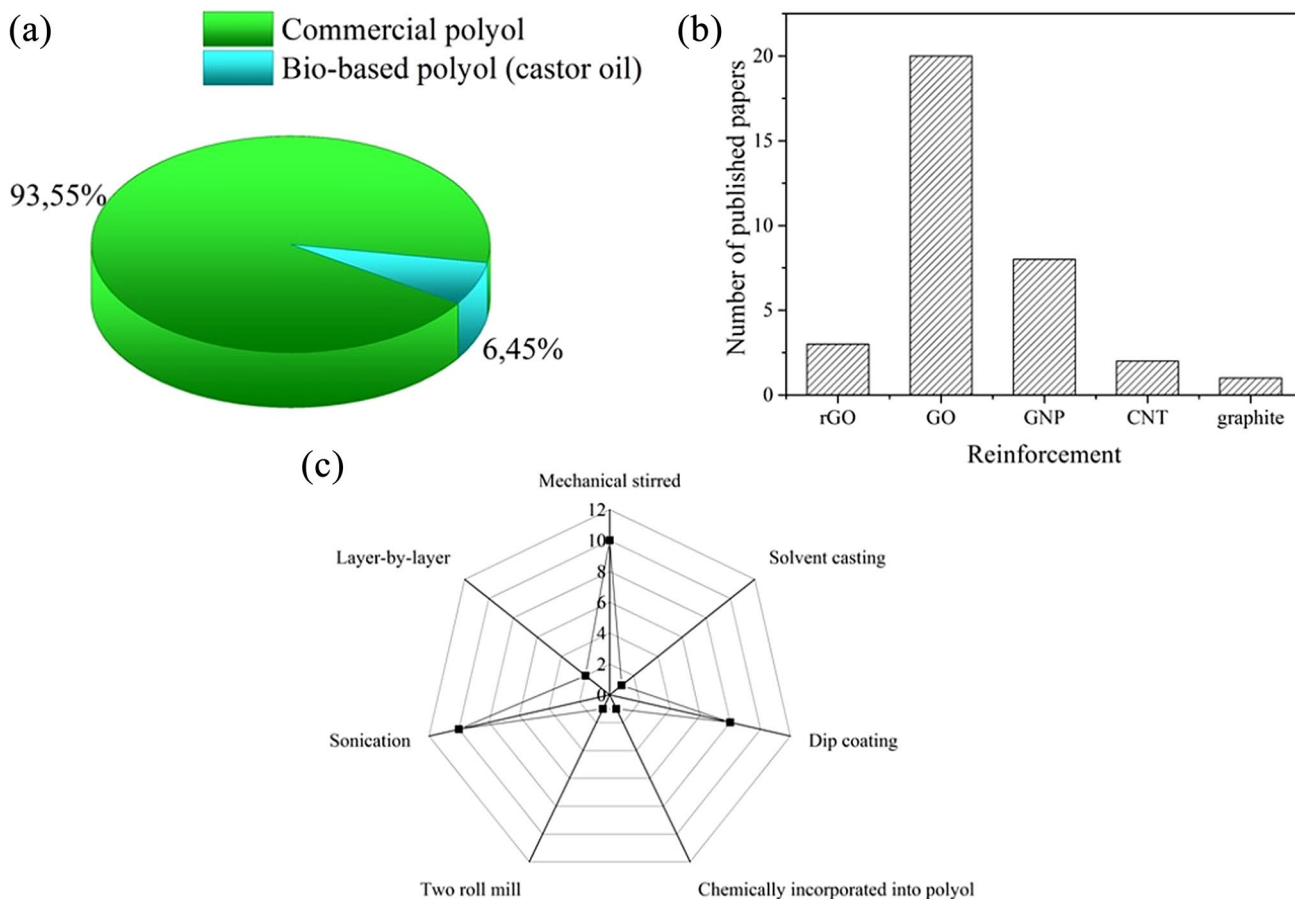 (a)
Commercial polyol
Bio-based polyol (castor oil)
93,55%
6,45%
(b)
Number of published papers
20
15
10
5
0
rGO
GO
GNP
CNT
graphite
Reinforcement
(c)
Mechanical stirred
12
10
8
6
4
2
0
Layer-by-layer
Solvent casting
Sonication
Dip coating
Two roll mill
Chemically incorporated into polyol